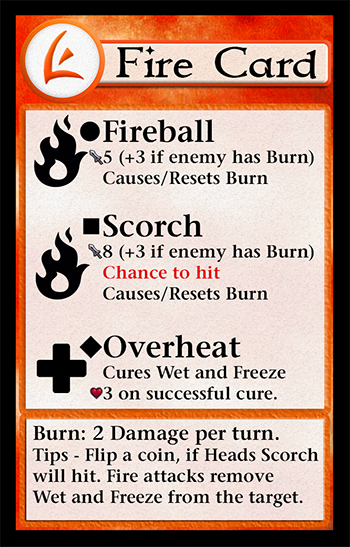 Fire Card
Fireball
5 (+3 if enemy has Burn)
Causes/Resets Burn
Scorch
8 (+3 if enemy has Burn)
Chance to hit
Causes/Resets Burn
Overheat
Cures Wet and Freeze
3 on successful cure.
Burn: 2 Damage per turn.
Tips - Flip a coin, if Heads Scorch
will hit. Fire attacks remove
Wet and Freeze from the target.